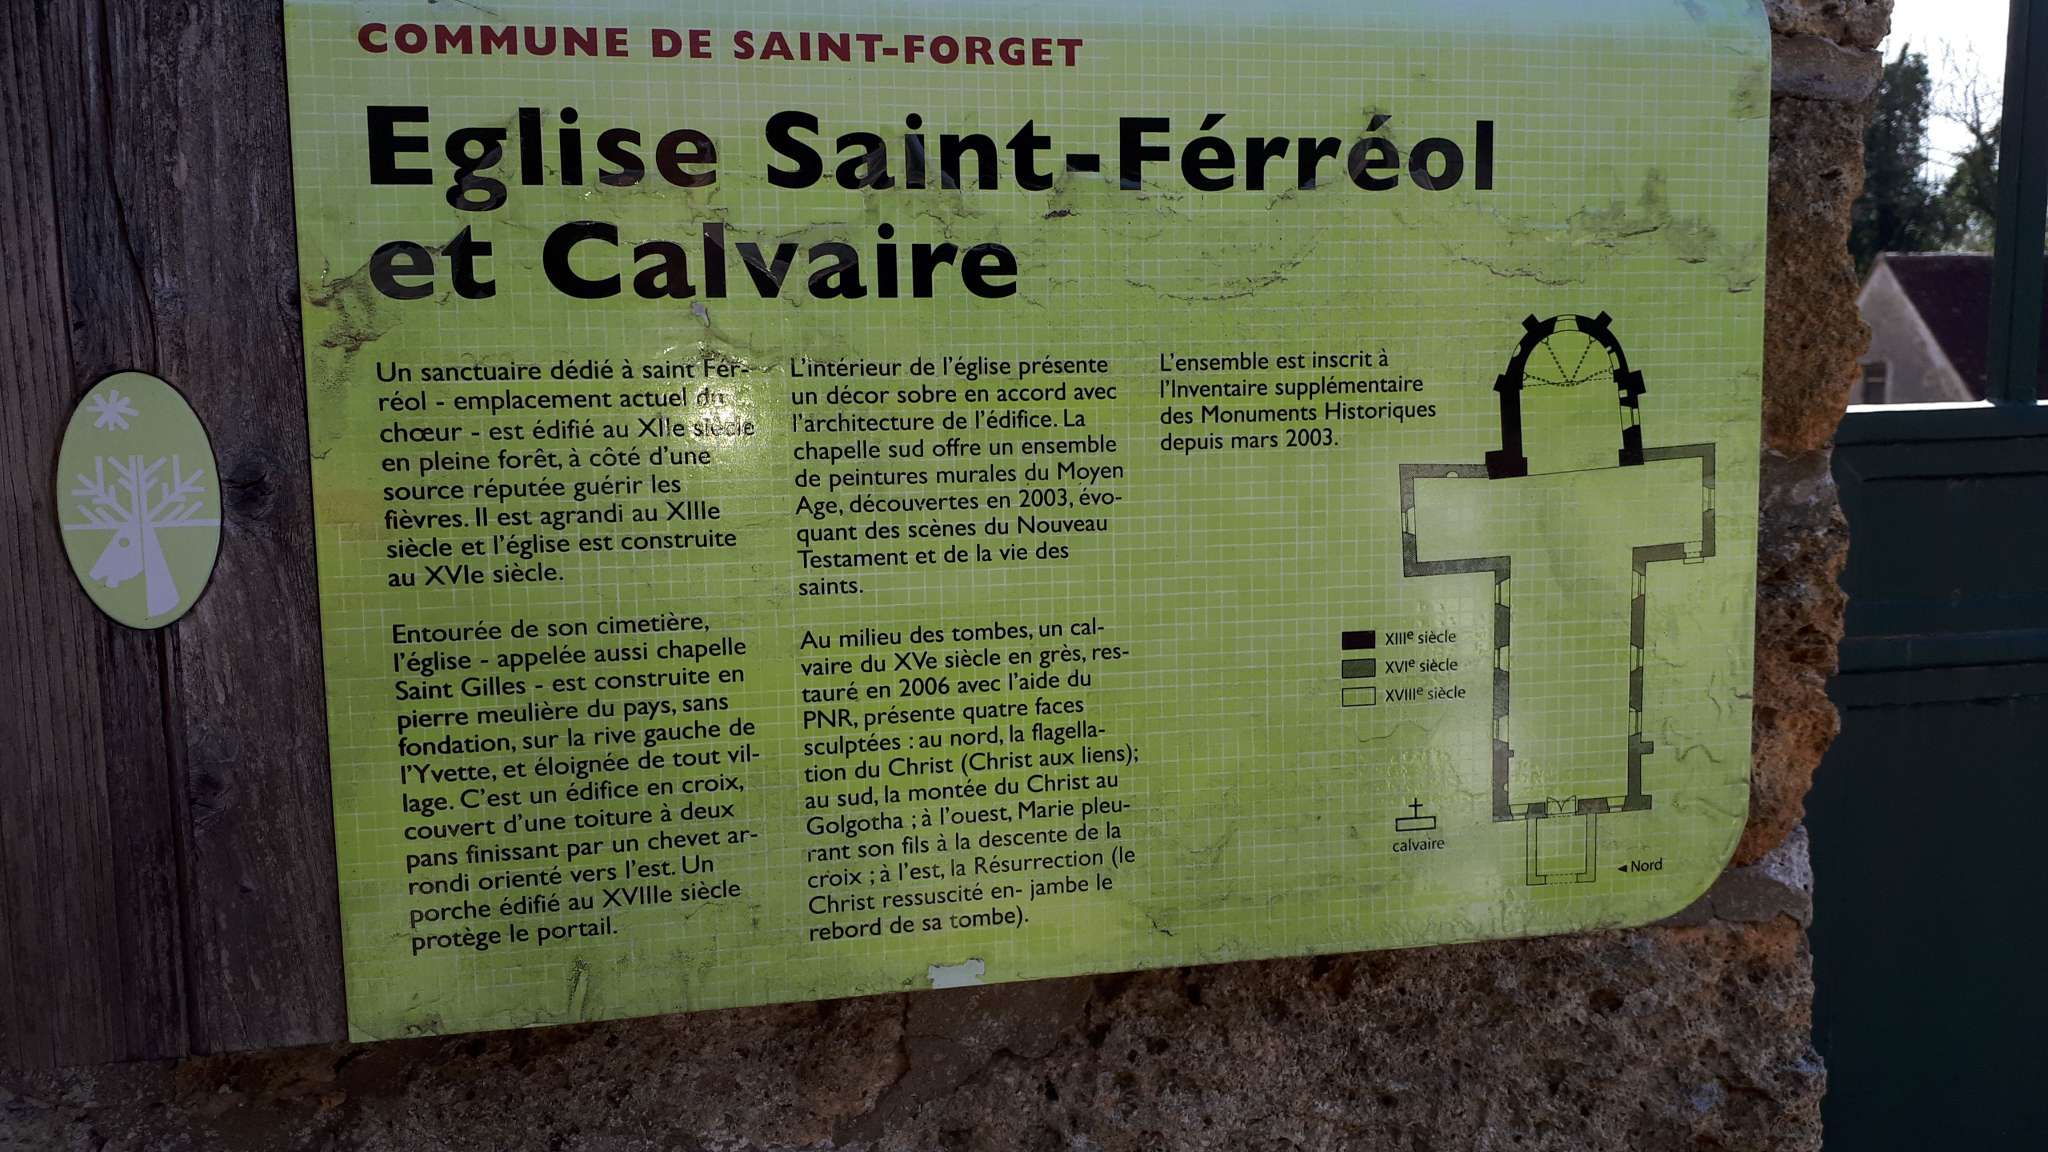 COMMUNE DE SAINT-FORGET
Eglise Saint-Férréol
et Calvaire
Un sanctuaire dédié à saint Fér-
réol - emplacement actuel du
chœur - est édifié au XIIe siècle
en pleine forêt, à côté d'une
source réputée guérir les
fièvres. Il est agrandi au XIIIe
siècle et l'église est construite
au XVIe siècle.
Entourée de son cimetière,
l'église - appelée aussi chapelle
Saint Gilles - est construite en
pierre meulière du pays, sans
fondation, sur la rive gauche de
l'Yvette, et éloignée de tout vil-
lage. C'est un édifice en croix,
couvert d'une toiture à deux
pans finissant par un chevet ar-
rondi orienté vers l'est. Un
porche édifié au XVIIIe siècle
protège le portail.
L'intérieur de l'église présente
un décor sobre en accord avec
l'architecture de l'édifice. La
chapelle sud offre un ensemble
de peintures murales du Moyen
Age, découvertes en 2003, évo-
quant des scènes du Nouveau
Testament et de la vie des
saints.
Au milieu des tombes, un cal-
vaire du XVe siècle en grès, res-
tauré en 2006 avec l'aide du
PNR, présente quatre faces
sculptées : au nord, la flagella-
tion du Christ (Christ aux liens);
au sud, la montée du Christ au
Golgotha ; à l'ouest, Marie pleu-
rant son fils à la descente de la
croix ; à l'est, la Résurrection (le
Christ ressuscité en- jambe le
rebord de sa tombe).
L'ensemble est inscrit à
l'Inventaire supplémentaire
des Monuments Historiques
depuis mars 2003.
XIIIe siècle
XVIe siècle
XVIIIe siècle
calvaire
Nord